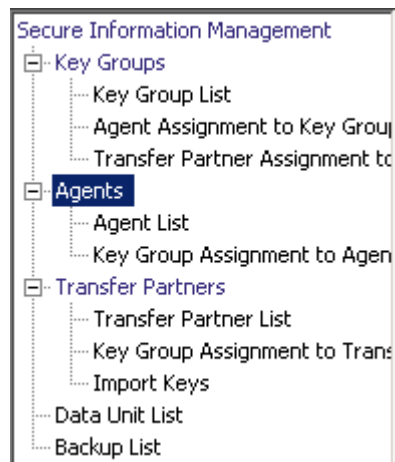 Secure Information Management
Key Groups
Key Group List
Agent Assignment to Key Grou
Transfer Partner Assignment to
Agents
Agent List
Key Group Assignment to Agen
Transfer Partners
Transfer Partner List
Key Group Assignment to Trans
Import Keys
Data Unit List
Backup List